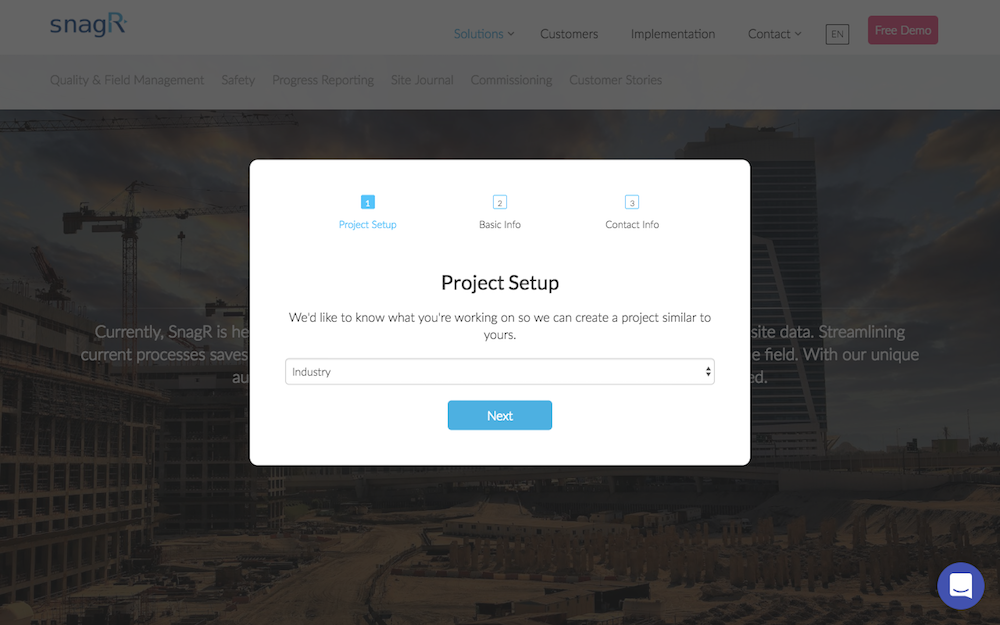 snagR+
Solutions Customers Implementation Contact EN Free Demo
Quality & Field Management Safety Progress Reporting Site Journal Commissioning Customer Stories
1 2 3
Project Setup Basic Info Contact Info
Project Setup
We'd like to know what you're working on so we can create a project similar to
yours.
Industry
Next
Currently, SnagR is he site data. Streamlining
current processes saves e field. With our unique
au ed.